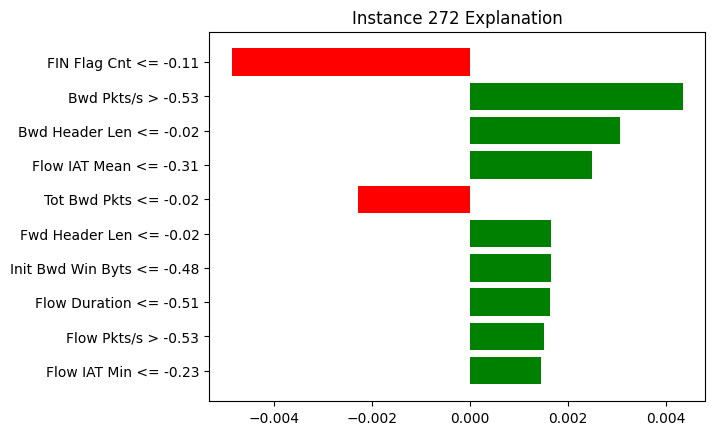 Instance 272 Explanation
FIN Flag Cnt <= -0.11
Bwd Pkts/s > -0.53
Bwd Header Len <= -0.02
Flow IAT Mean <= -0.31
Tot Bwd Pkts <= -0.02
Fwd Header Len <= -0.02
Init Bwd Win Byts <= -0.48
Flow Duration <= -0.51
Flow Pkts/s > -0.53
Flow IAT Min <= -0.23
−0.004 −0.002 0.000 0.002 0.004